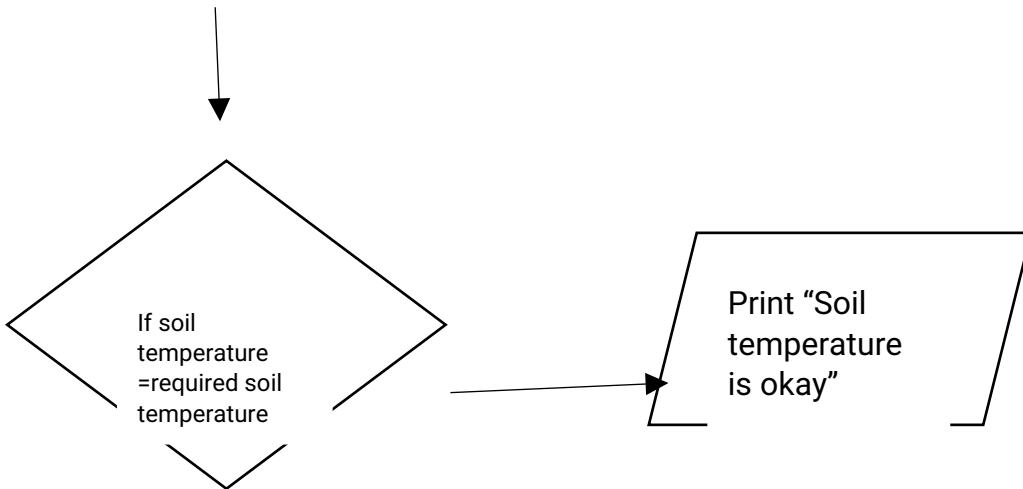 If soil
temperature
=required soil
temperature
Print “Soil
temperature
is okay”